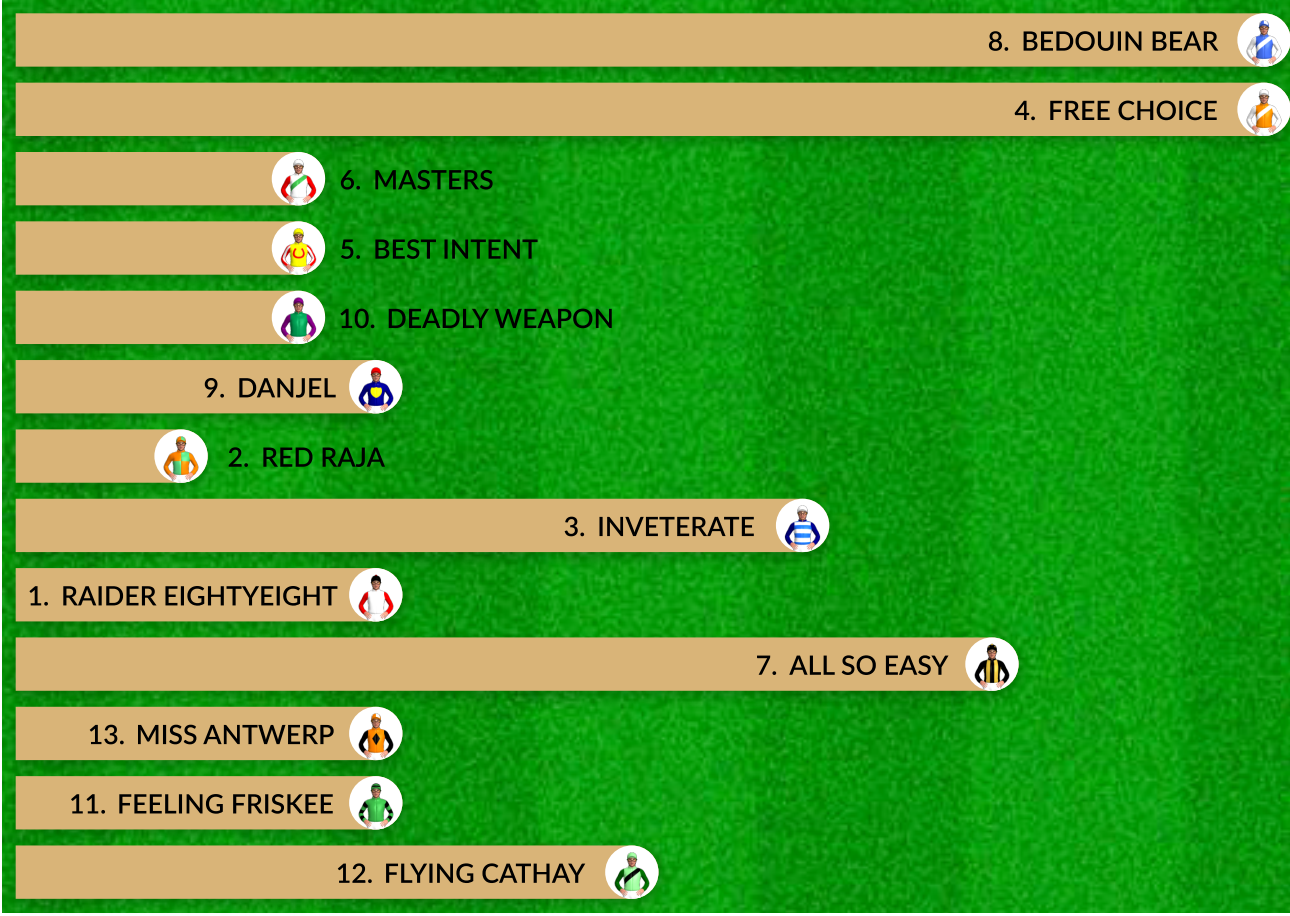 8. BEDOUIN BEAR
4. FREE CHOICE
6. MASTERS
5. BEST INTENT
10. DEADLY WEAPON
9. DANJEL
2. RED RAJA
3. INVETERATE
1. RAIDER EIGHTYEIGHT
7. ALL SO EASY
13. MISS ANTWERP
11. FEELING FRISKEE
12. FLYING CATHAY